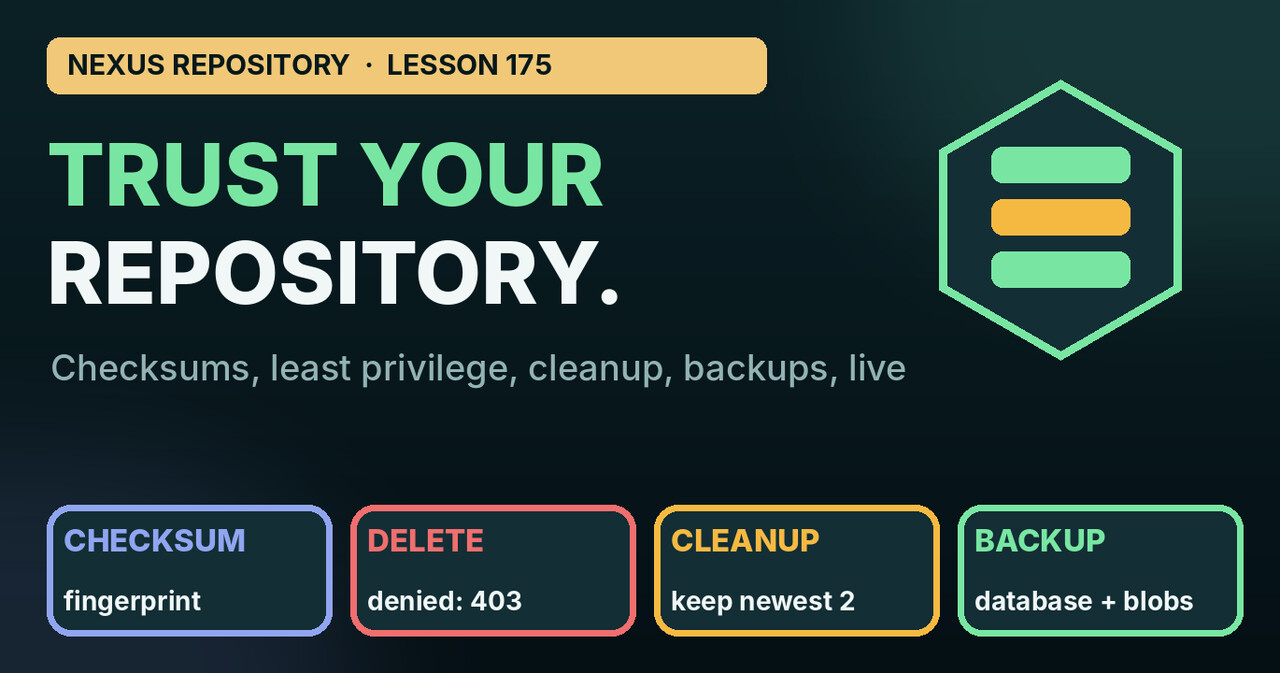 NEXUS REPOSITORY · LESSON 175
TRUST YOUR
REPOSITORY.
Checksums, least privilege, cleanup, backups, live
CHECKSUM
fingerprint
DELETE
denied: 403
CLEANUP
keep newest 2
BACKUP
database + blobs